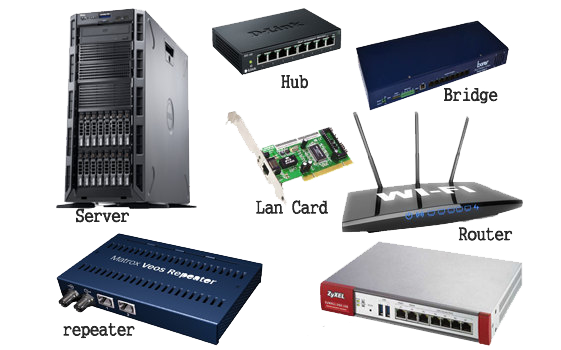 D-Link
Hub
Bridge
Server
Lan Card
WI-FI
Router
Matrox Veos Repeater
repeater
ZyXEL